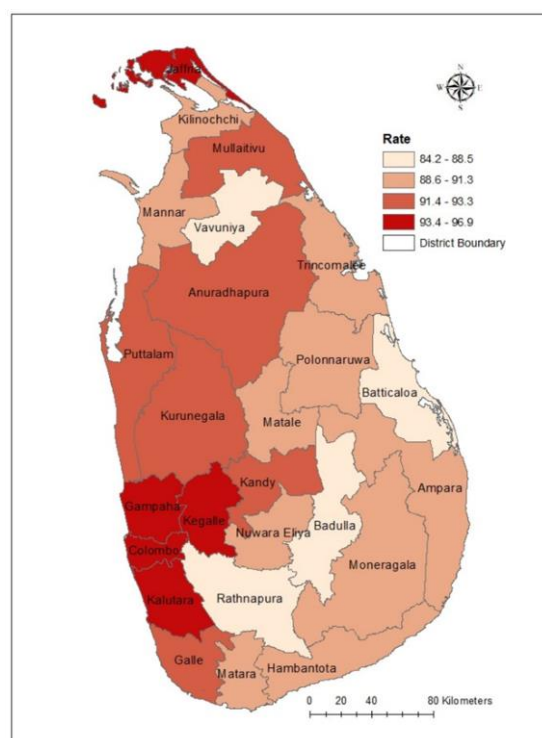 Jaffna
N
W
E
S
Kilinochchi
Rate
84.2 - 88.5
88.6 - 91.3
91.4 - 93.3
93.4 - 96.9
District Boundary
Mullaitivu
Mannar
Vavuniya
Trincomalee
Anuradhapura
Puttalam
Polonnaruwa
Batticaloa
Kurunegala
Matale
Kandy
Ampara
Gampaha
Kegalle
Nuwara Eliya
Badulla
Colombo
Moneragala
Kalutara
Rathnapura
Galle
Matara
Hambantota
0 20 40 80 Kilometers